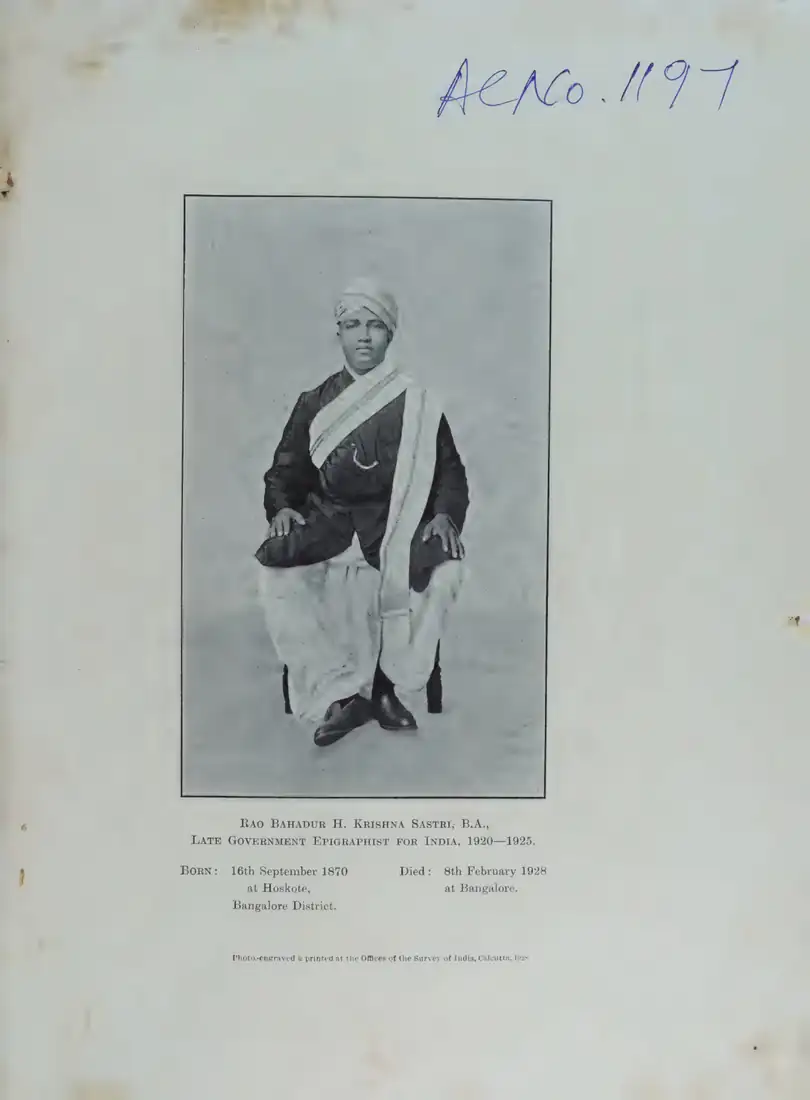 AcNo. 1197
RAO BAHADUR H. KRISHNA SASTRI, B.A.,
LATE GOVERNMENT EPIGRAPHIST FOR INDIA, 1920—1925.
BORN: 16th September 1870 Died: 8th February 1928
at Hoskote, at Bangalore.
Bangalore District.
Photo.-engraved & printed at the Offices of the Survey of India, Calcutta,